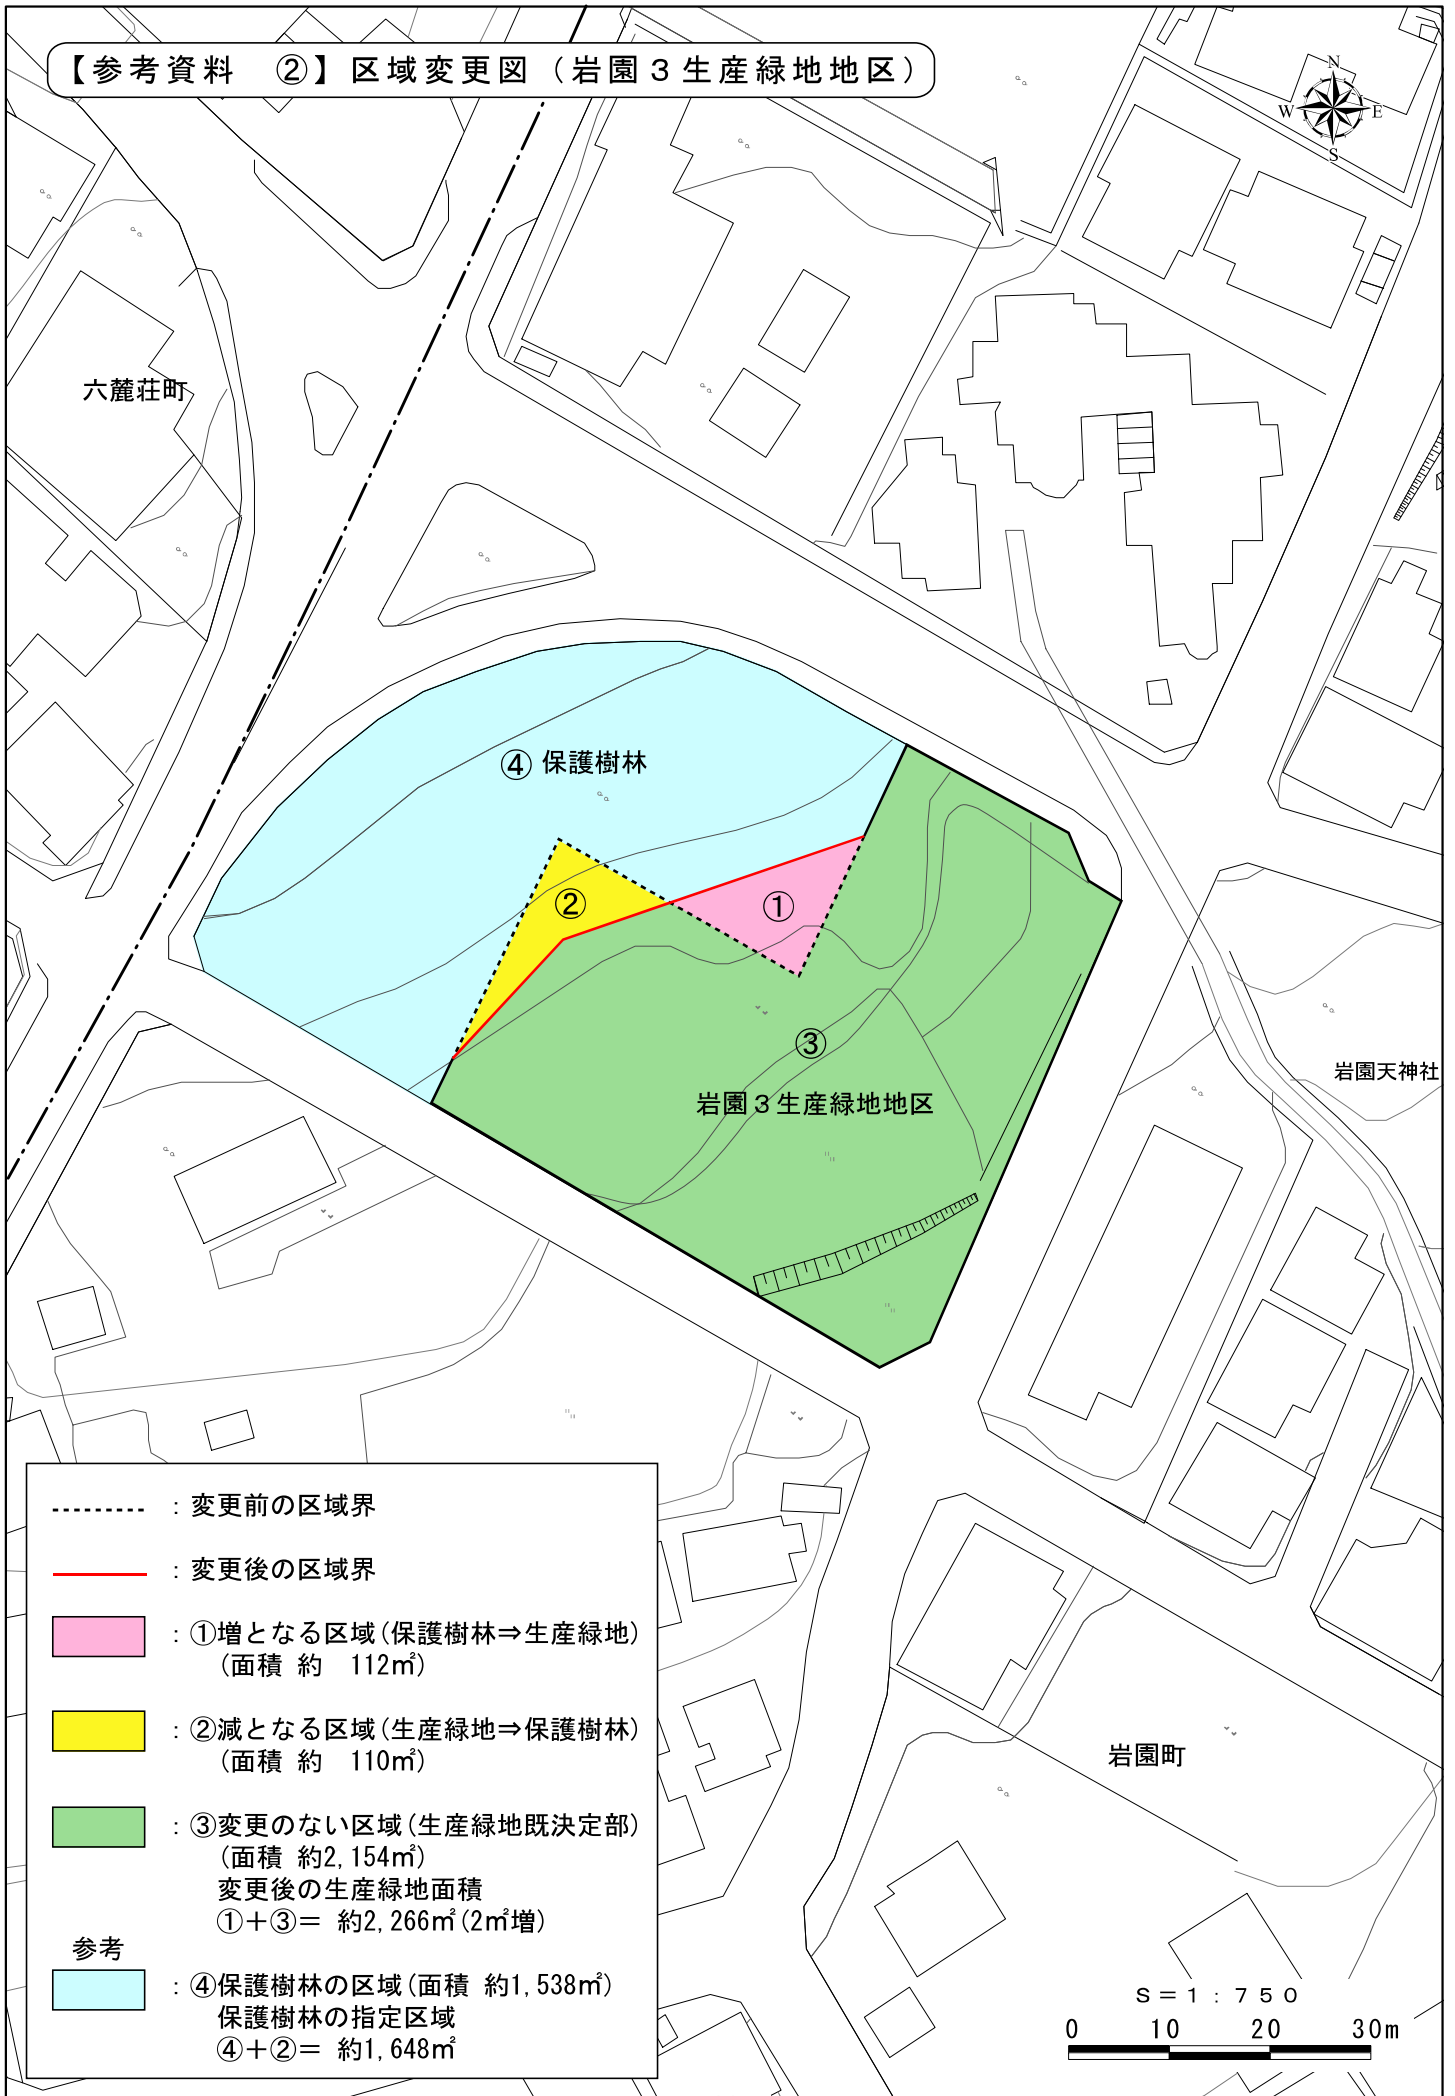 【参考資料　②】区域変更図（岩園３生産緑地地区）
N
W E
S
六麓荘町
④ 保護樹林
②
①
③
岩園３生産緑地地区
岩園天神社
岩園町
：変更前の区域界
：変更後の区域界
：①増となる区域(保護樹林⇒生産緑地)
(面積 約　112㎡)
：②減となる区域(生産緑地⇒保護樹林)
(面積 約　110㎡)
：③変更のない区域(生産緑地既決定部)
(面積 約2,154㎡)
変更後の生産緑地面積
①＋③＝ 約2,266㎡(2㎡増)
参考
：④保護樹林の区域(面積 約1,538㎡)
保護樹林の指定区域
④＋②＝ 約1,648㎡
Ｓ＝１：７５０
0 10 20 30m